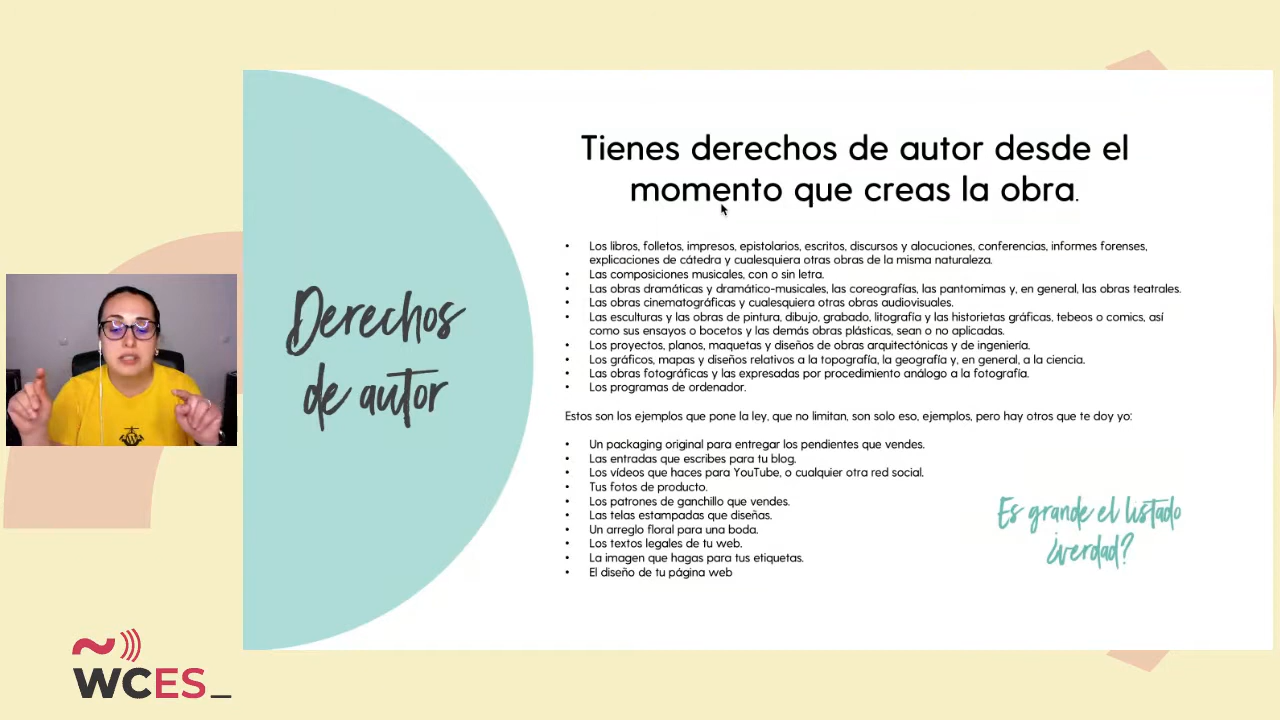 Tienes derechos de autor desde el
momento que creas la obra.
Derechos
de autor
• Los libros, folletos, impresos, epistolarios, escritos, discursos y alocuciones, conferencias, informes forenses,
explicaciones de cátedra y cualesquiera otras obras de la misma naturaleza.
• Las composiciones musicales, con o sin letra.
• Las obras dramáticas y dramático-musicales, las coreografías, las pantomimas y, en general, las obras teatrales.
• Las obras cinematográficas y cualesquiera otras obras audiovisuales.
• Las esculturas y las obras de pintura, dibujo, grabado, litografía y las historietas gráficas, tebeos o comics, así
como sus ensayos o bocetos y las demás obras plásticas, sean o no aplicadas.
• Los proyectos, planos, maquetas y diseños de obras arquitectónicas y de ingeniería.
• Los gráficos, mapas y diseños relativos a la topografía, la geografía y, en general, a la ciencia.
• Las obras fotográficas y las expresadas por procedimiento análogo a la fotografía.
• Los programas de ordenador.
Estos son los ejemplos que pone la ley, que no limitan, son solo eso, ejemplos, pero hay otros que te doy yo:
• Un packaging original para entregar los pendientes que vendes.
• Las entradas que escribes para tu blog.
• Los vídeos que haces para YouTube, o cualquier otra red social.
• Tus fotos de producto.
• Los patrones de ganchillo que vendes.
• Las telas estampadas que diseñas.
• Un arreglo floral para una boda.
• Los textos legales de tu web.
• La imagen que hagas para tus etiquetas.
• El diseño de tu página web
Es grande el listado
¿verdad?
WCES_